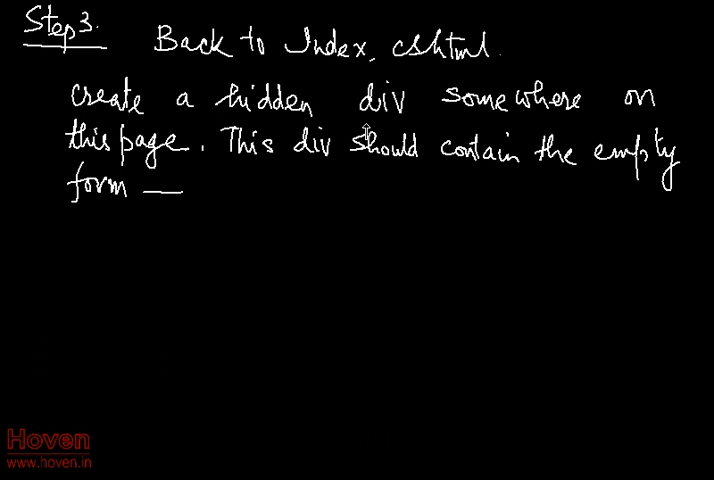 Step 3.
Back to Index.cshtml.
Create a hidden div somewhere on
this page. This div should contain the empty
form —
Hoven
www.hoven.in